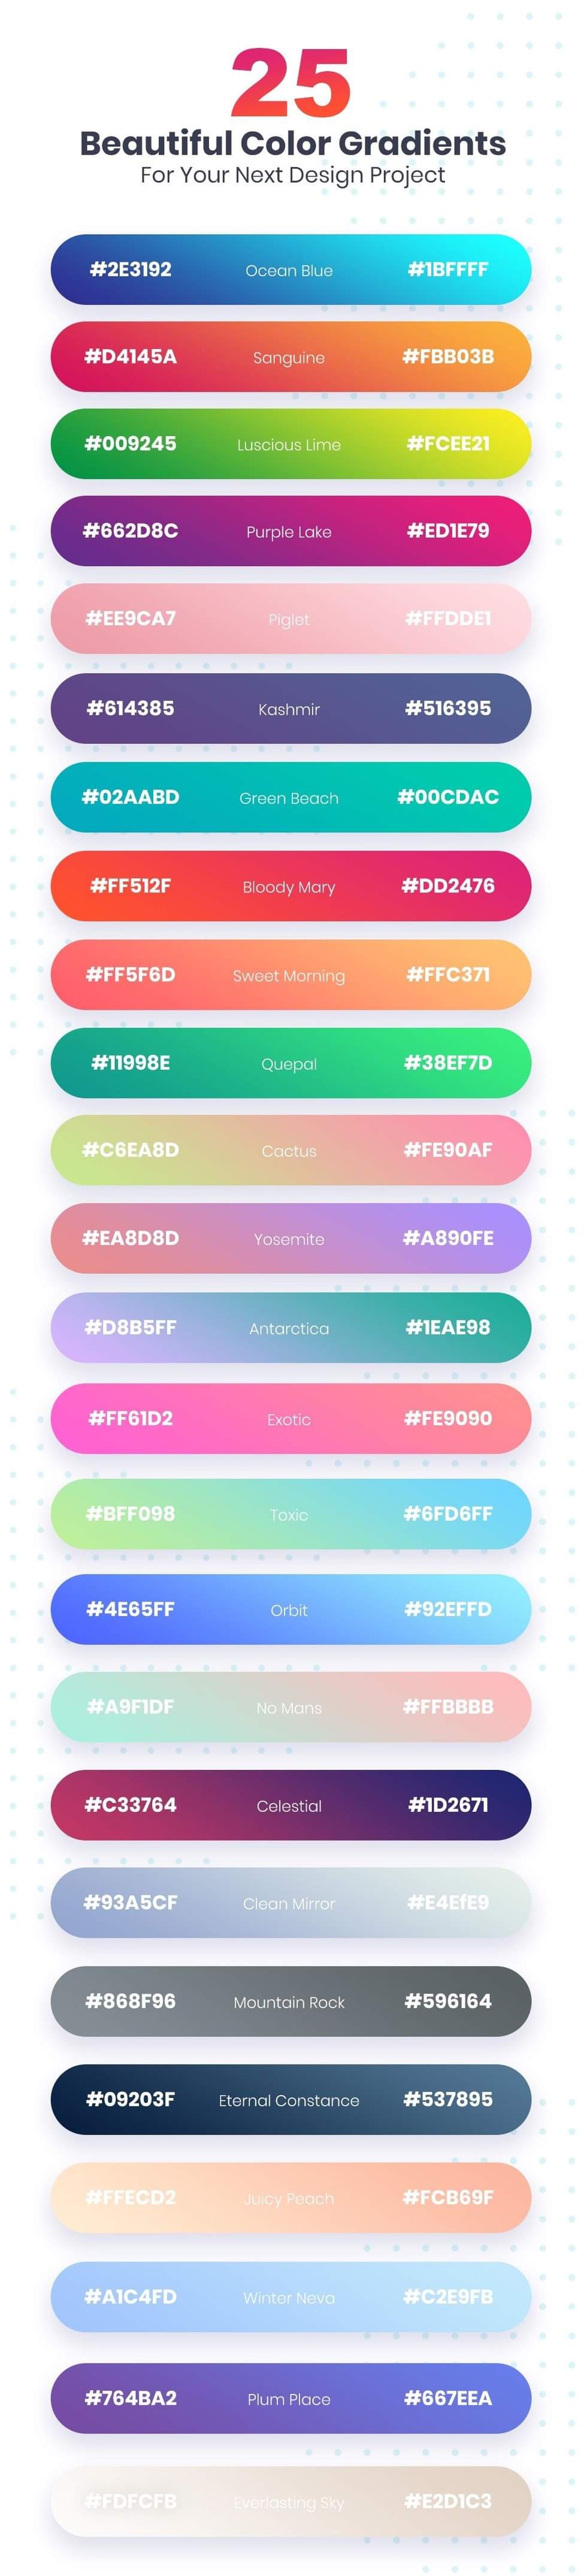 25
Beautiful Color Gradients
For Your Next Design Project
#2E3192 Ocean Blue #1BFFFF
#D4145A Sanguine #FBB03B
#009245 Luscious Lime #FCEE21
#662D8C Purple Lake #ED1E79
#EE9CA7 Piglet #FFDDE1
#614385 Kashmir #516395
#02AABD Green Beach #00CDAC
#FF512F Bloody Mary #DD2476
#FF5F6D Sweet Morning #FFC371
#11998E Quepal #38EF7D
#C6EA8D Cactus #FE90AF
#EA8D8D Yosemite #A890FE
#D8B5FF Antarctica #1EAE98
#FF61D2 Exotic #FE9090
#BFF098 Toxic #6FD6FF
#4E65FF Orbit #92EFFD
#A9F1DF No Mans #FFBBBB
#C33764 Celestial #1D2671
#93A5CF Clean Mirror #E4EfE9
#868F96 Mountain Rock #596164
#09203F Eternal Constance #537895
#FFECD2 Juicy Peach #FCB69F
#A1C4FD Winter Neva #C2E9FB
#764BA2 Plum Place #667EEA
#FDFCFB Everlasting Sky #E2D1C3